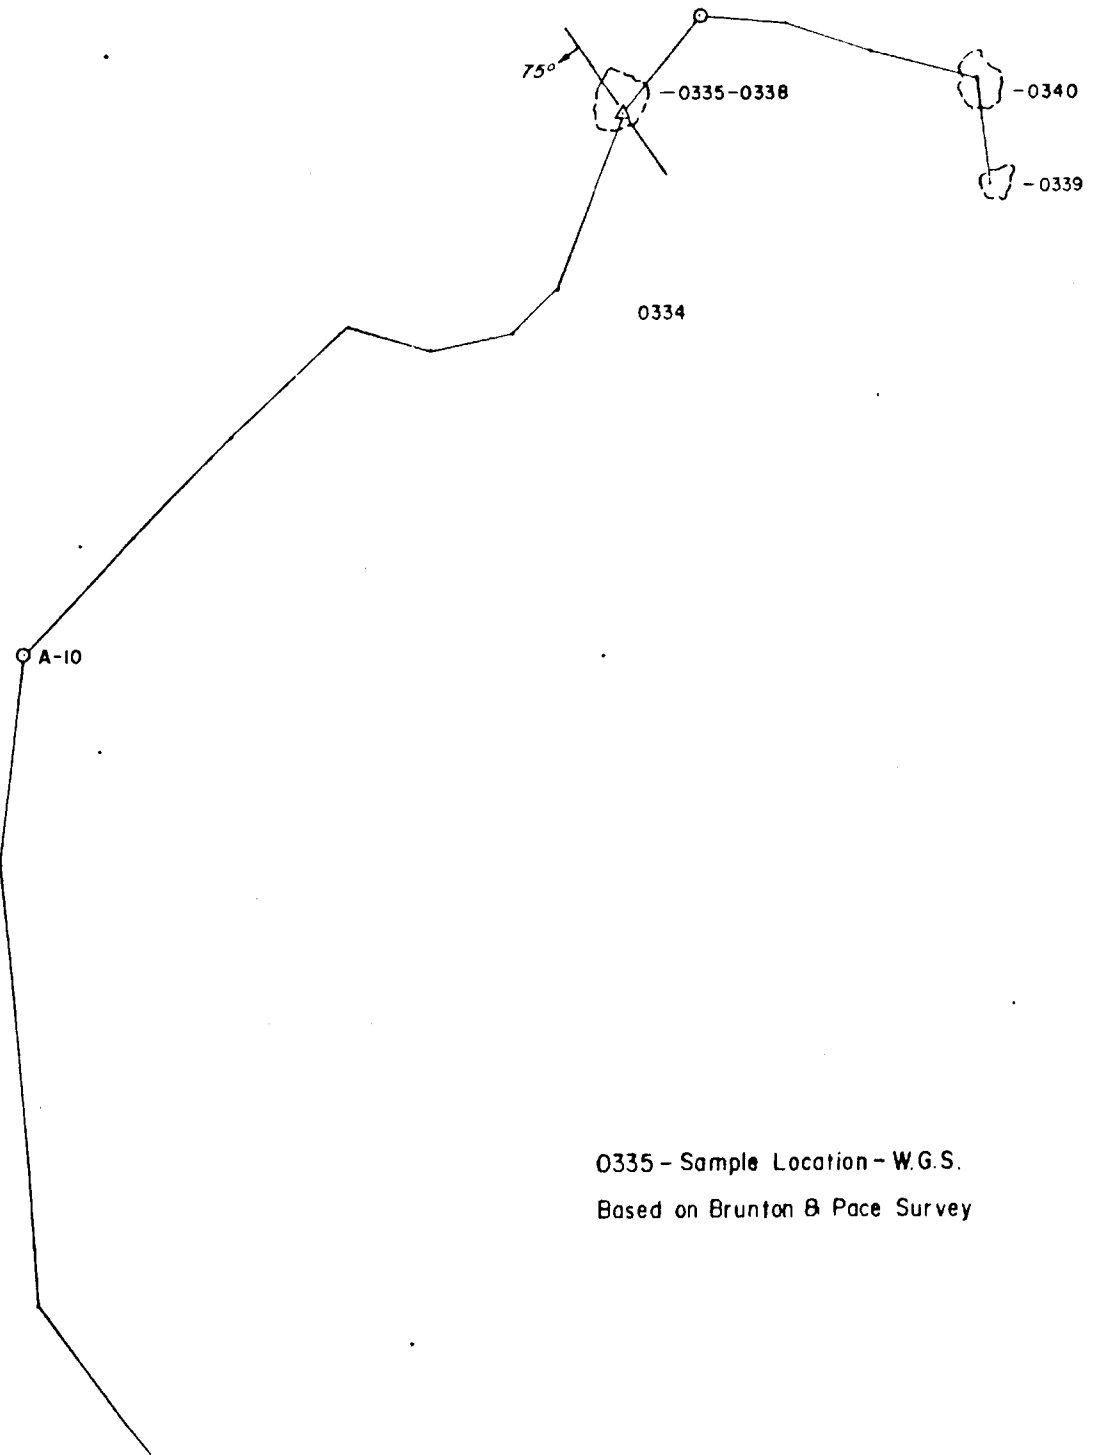 75°
-0335-0338
-0340
-0339
0334
A-10
0335 - Sample Location - W.G.S.
Based on Brunton & Pace Survey